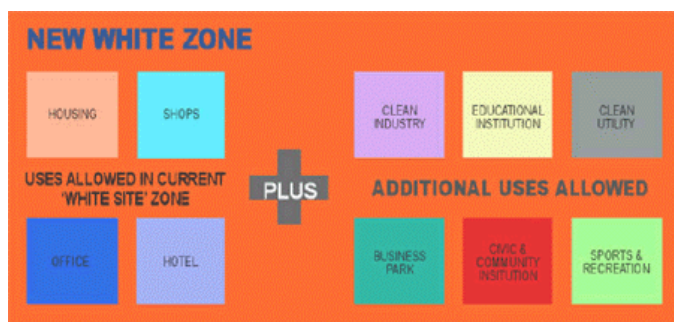 NEW WHITE ZONE
HOUSING
SHOPS
USES ALLOWED IN CURRENT
'WHITE SITE' ZONE
OFFICE
HOTEL
PLUS
CLEAN
INDUSTRY
EDUCATIONAL
INSTITUTION
CLEAN
UTILITY
ADDITIONAL USES ALLOWED
BUSINESS
PARK
CIVIC &
COMMUNITY
INSITUTION
SPORTS &
RECREATION